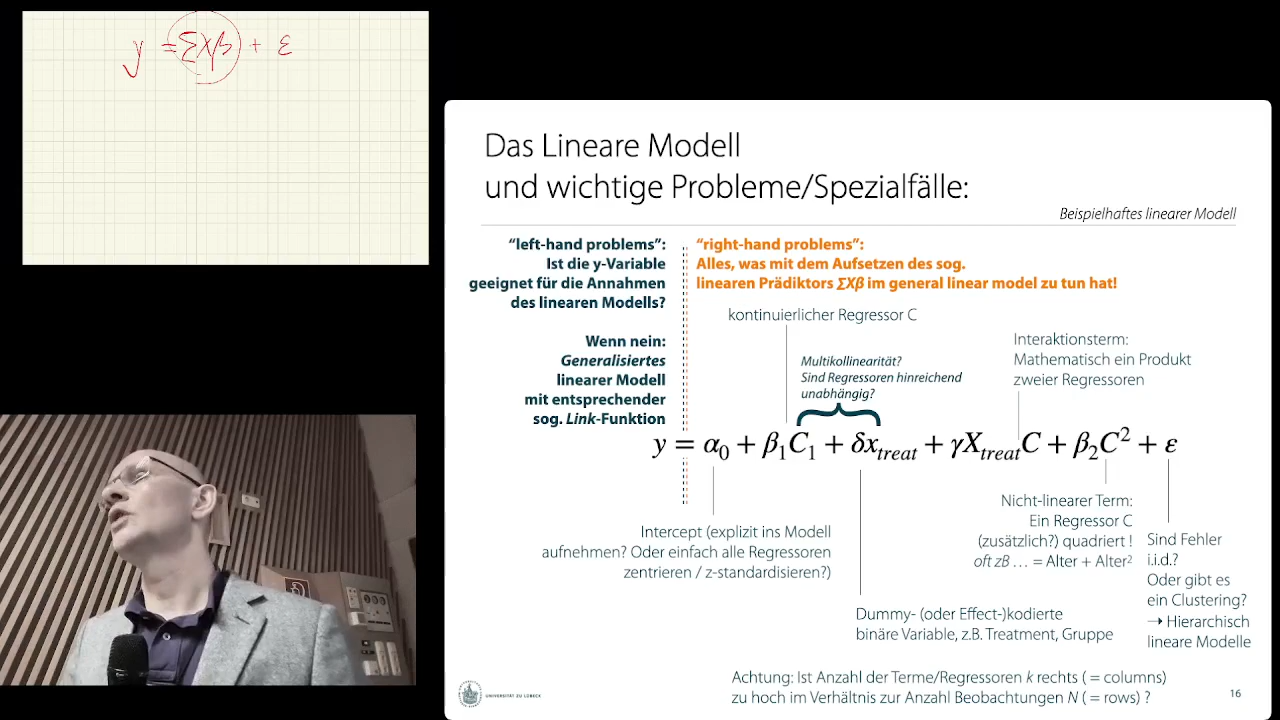 y = ΣXβ + ε
Das Lineare Modell
und wichtige Probleme/Spezialfälle:
Beispielhaftes linearer Modell
“left-hand problems”:
Ist die y-Variable
geeignet für die Annahmen
des linearen Modells?
Wenn nein:
Generalisiertes
linearer Modell
mit entsprechender
sog. Link-Funktion
“right-hand problems”:
Alles, was mit dem Aufsetzen des sog.
linearen Prädiktors ∑Xβ im general linear model zu tun hat!
kontinuierlicher Regressor C
Multikollinearität?
Sind Regressoren hinreichend
unabhängig?
Interaktionsterm:
Mathematisch ein Produkt
zweier Regressoren
y = α₀ + β₁C₁ + δx_treat + γX_treatC + β₂C² + ε
Intercept (explizit ins Modell
aufnehmen? Oder einfach alle Regressoren
zentrieren / z-standardisieren?)
Dummy- (oder Effect-)kodierte
binäre Variable, z.B. Treatment, Gruppe
Nicht-linearer Term:
Ein Regressor C
(zusätzlich?) quadriert !
oft zB … = Alter + Alter²
Sind Fehler
i.i.d.?
Oder gibt es
ein Clustering?
→ Hierarchisch
lineare Modelle
Achtung: Ist Anzahl der Terme/Regressoren k rechts ( = columns)
zu hoch im Verhältnis zur Anzahl Beobachtungen N ( = rows) ?
UNIVERSITÄT ZU LÜBECK